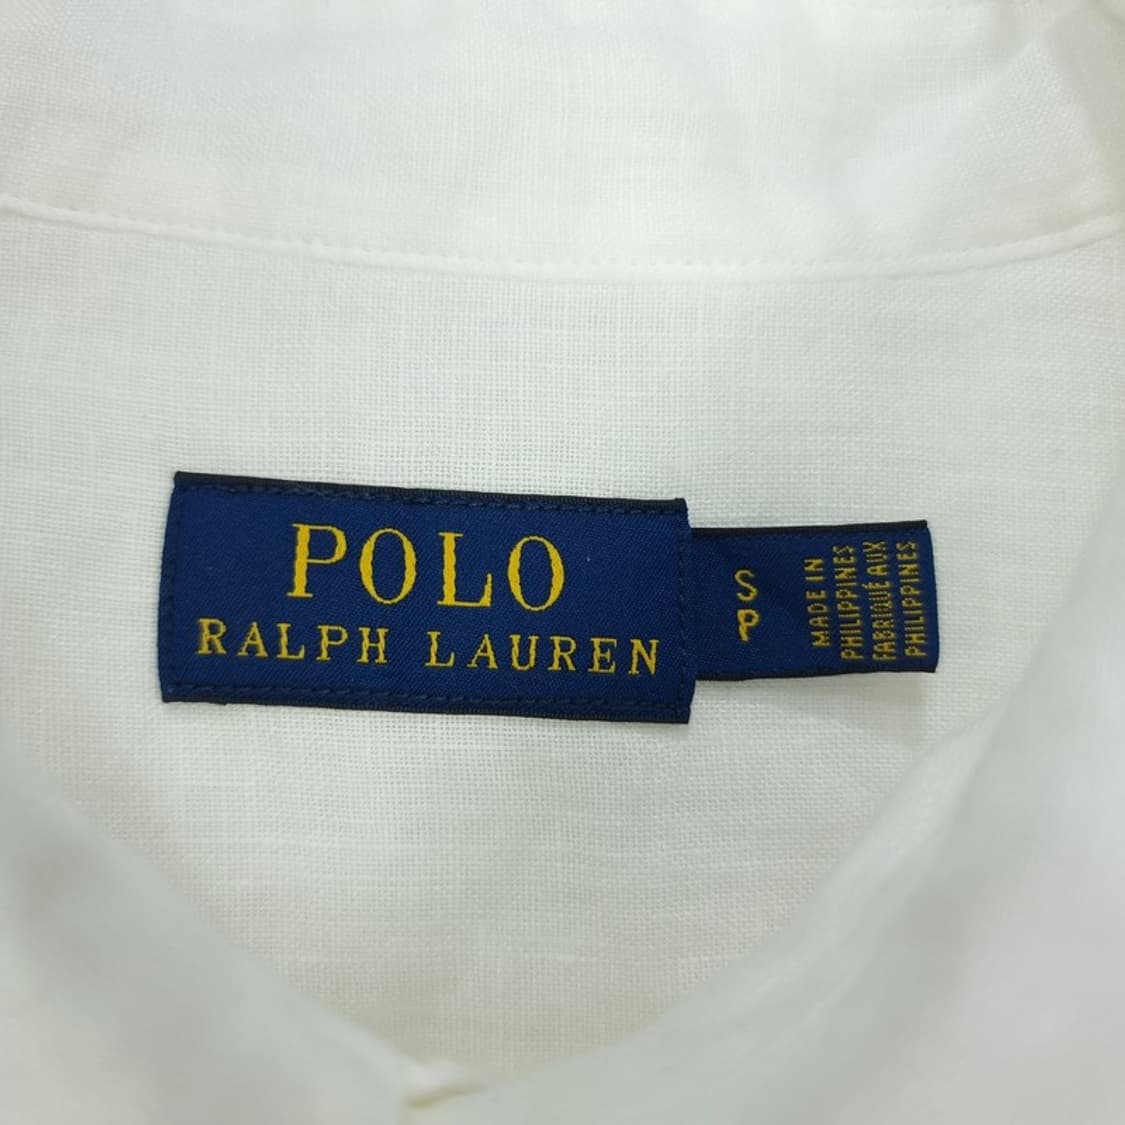 POLO
RALPH LAUREN
S
P
MADE IN
PHILIPPINES
FABRIQUÉ AUX
PHILIPPINES